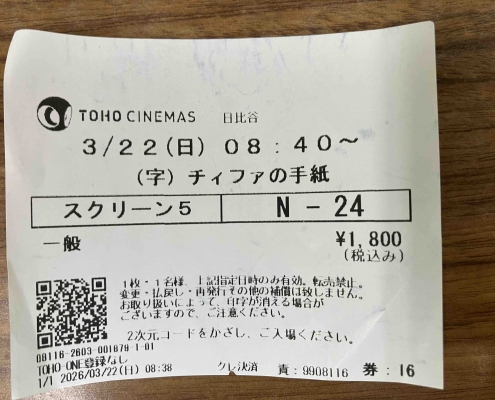 TOHO CINEMAS 日比谷
3/22(日) 08:40~
(字) チィファの手紙
スクリーン5 N - 24
一般 ¥1,800
(税込み)
1枚・1名様、上記指定日時のみ有効。転売禁止。
変更・払戻し・再発行その他の補償は致しません。
お取り扱いによって、印字が消える場合が
ございますので、ご注意ください。
2次元コードをかざし、ご入場ください。
08116-2603-001879-1-01
TOHO-ONE登録なし
1/1 2026/03/22(日) 08:38 クレ決済 責:9908116 券:16